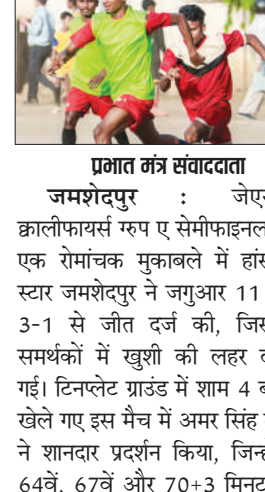 प्रभात मंत्र संवाददाता
जमशेदपुर :
क्वालीफायर्स ग्रुप ए सेमीफाइनल
एक रोमांचक मुकाबले में
स्टार जमशेदपुर ने जगुआर 11
3-1 से जीत दर्ज की,
समर्थकों में खुशी की लहर
गई। टिनप्लेट ग्राउंड में शाम 4
खेले गए इस मैच में अमर सिंह
ने शानदार प्रदर्शन किया,
64वें, 67वें और 70+3 मिनट